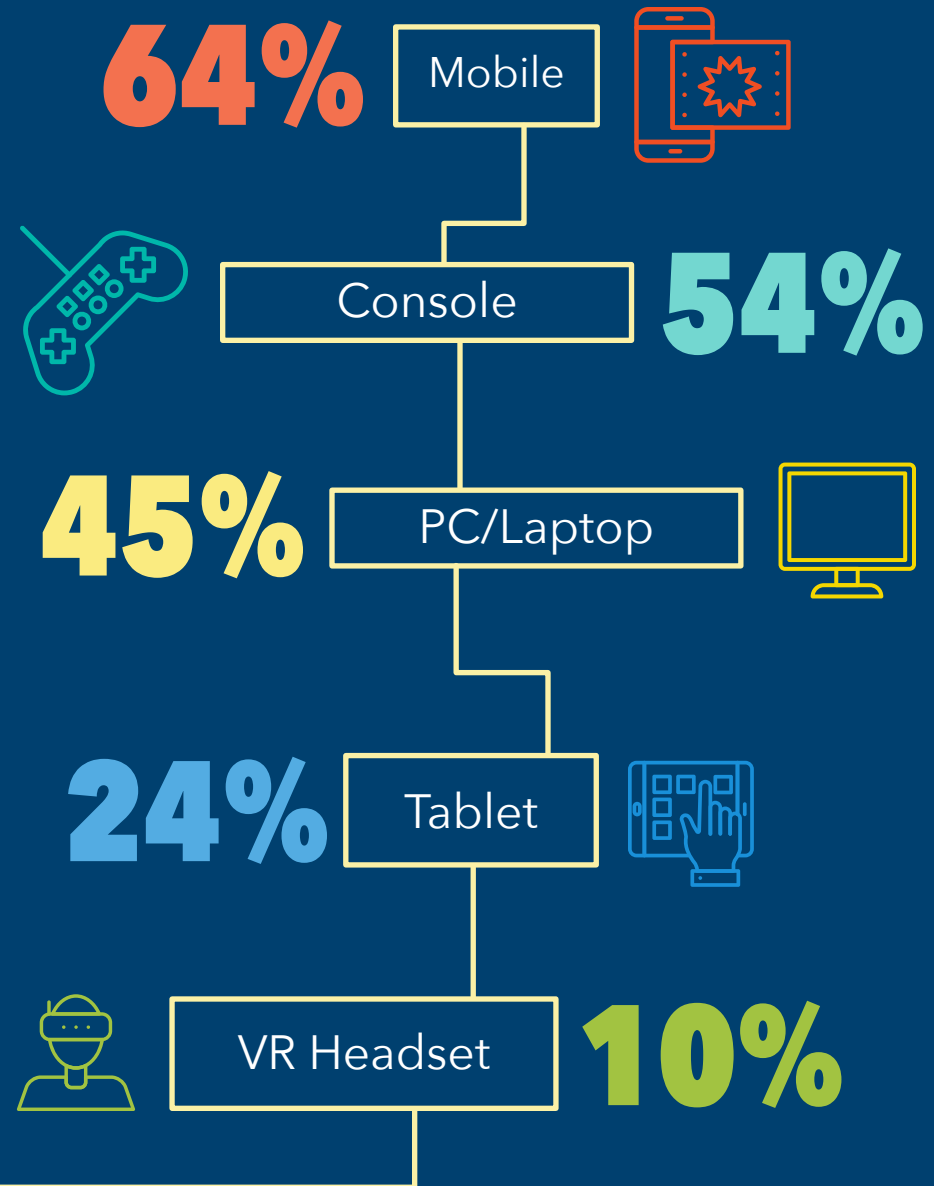 64%
Mobile
Console
54%
45%
PC/Laptop
24%
Tablet
VR Headset
10%